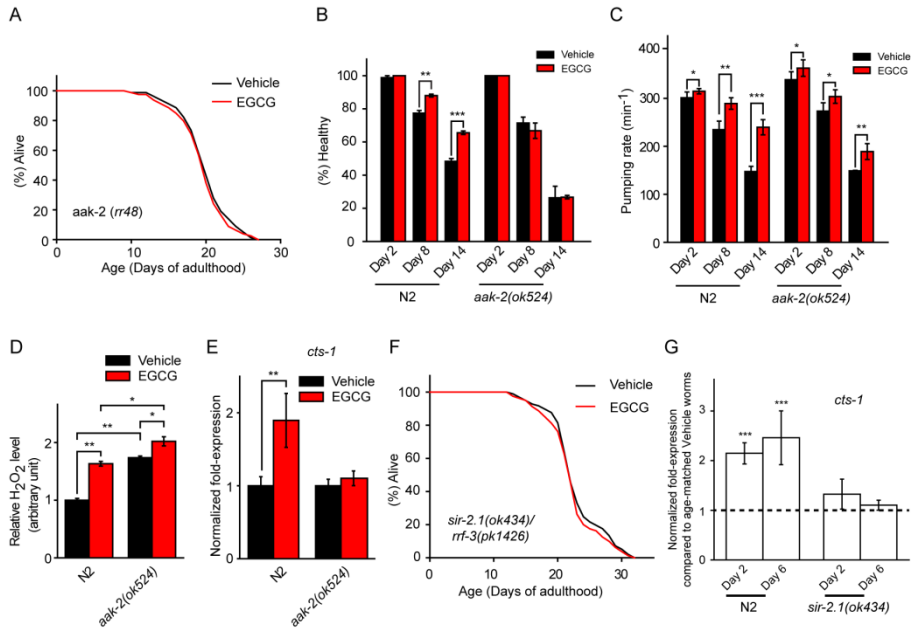 A
Vehicle
EGCG
(%) Alive
100
80
60
40
20
0
aak-2 (rr48)
0 10 20 30
Age (Days of adulthood)
B
Vehicle
EGCG
(%) Healthy
100
80
60
40
20
0
**
***
Day 2 Day 8 Day 14 Day 2 Day 8 Day 14
N2 aak-2(ok524)
C
Vehicle
EGCG
Pumping rate (min-1)
400
300
200
100
0
* ** *** * * **
Day 2 Day 8 Day 14 Day 2 Day 8 Day 14
N2 aak-2(ok524)
D
Vehicle
EGCG
Relative H2O2 level
(arbitrary unit)
2
1
0
*
**
** *
N2 aak-2(ok524)
E
cts-1
Vehicle
EGCG
Normalized fold-expression
2
1
0
**
N2 aak-2(ok524)
F
Vehicle
EGCG
(%) Alive
100
80
60
40
20
0
sir-2.1(ok434)/
rrf-3(pk1426)
0 10 20 30
Age (Days of adulthood)
G
cts-1
Normalized fold-expression
compared to age-matched Vehicle worms
3
2
1
0
*** ***
Day 2 Day 6 Day 2 Day 6
N2 sir-2.1(ok434)